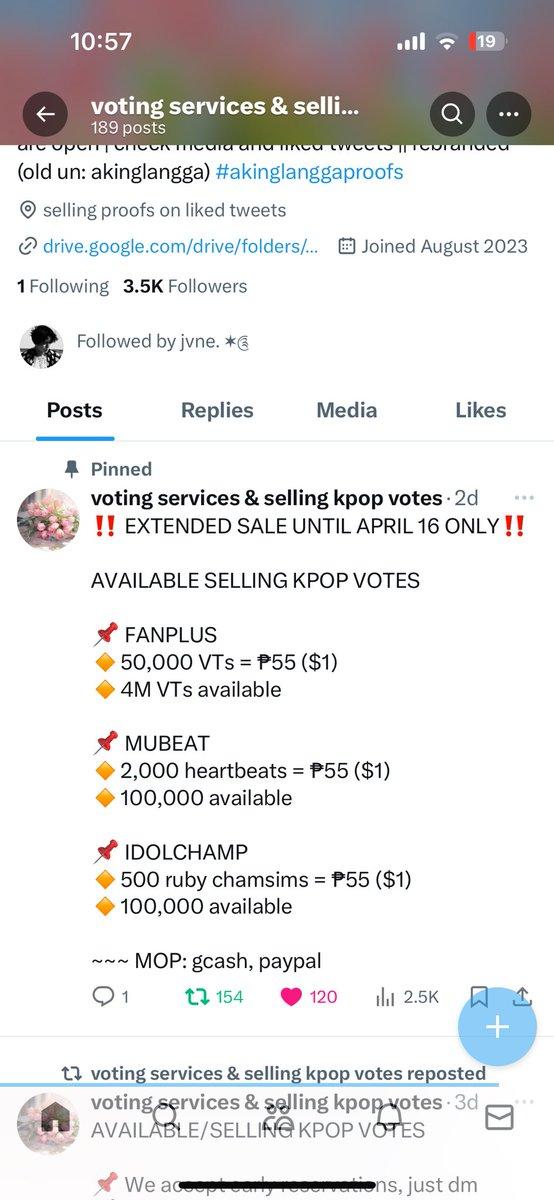 10:57
19
voting services & selli...
189 posts
are open | check media and liked tweets || rebranded
(old un: akinglangga) #akinglanggaproofs
selling proofs on liked tweets
drive.google.com/drive/folders/... Joined August 2023
1 Following 3.5K Followers
Followed by jvne. ✶
Posts Replies Media Likes
Pinned
voting services & selling kpop votes · 2d
‼️ EXTENDED SALE UNTIL APRIL 16 ONLY‼️
AVAILABLE SELLING KPOP VOTES
📌 FANPLUS
🔸 50,000 VTs = ₱55 ($1)
🔸 4M VTs available
📌 MUBEAT
🔸 2,000 heartbeats = ₱55 ($1)
🔸 100,000 available
📌 IDOLCHAMP
🔸 500 ruby chamsims = ₱55 ($1)
🔸 100,000 available
~~~ MOP: gcash, paypal
1 154 120 2.5K
voting services & selling kpop votes reposted
voting services & selling kpop votes · 3d
AVAILABLE/SELLING KPOP VOTES
📌 We accept early reservations, just dm